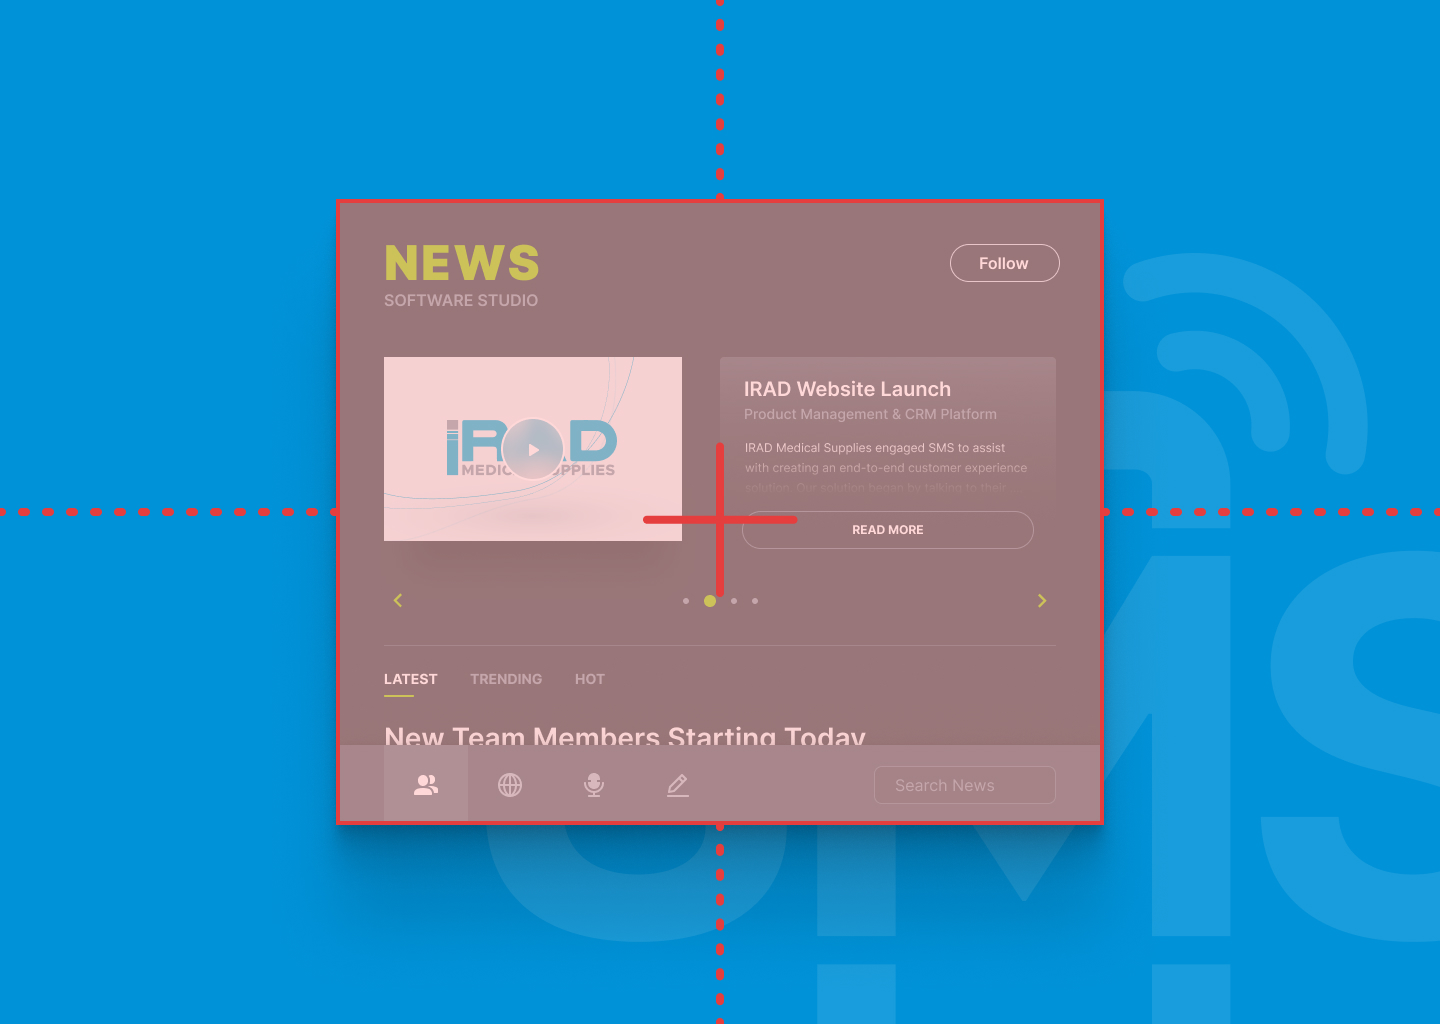 NEWS
SOFTWARE STUDIO
Follow
IRAD
MEDIC UPPLIES
IRAD Website Launch
Product Management & CRM Platform
IRAD Medical Supplies engaged SMS to assist
with creating an end-to-end customer experience
solution. Our solution began by talking to their
READ MORE
LATEST TRENDING HOT
New Team Members Starting Today
Search News
SMS